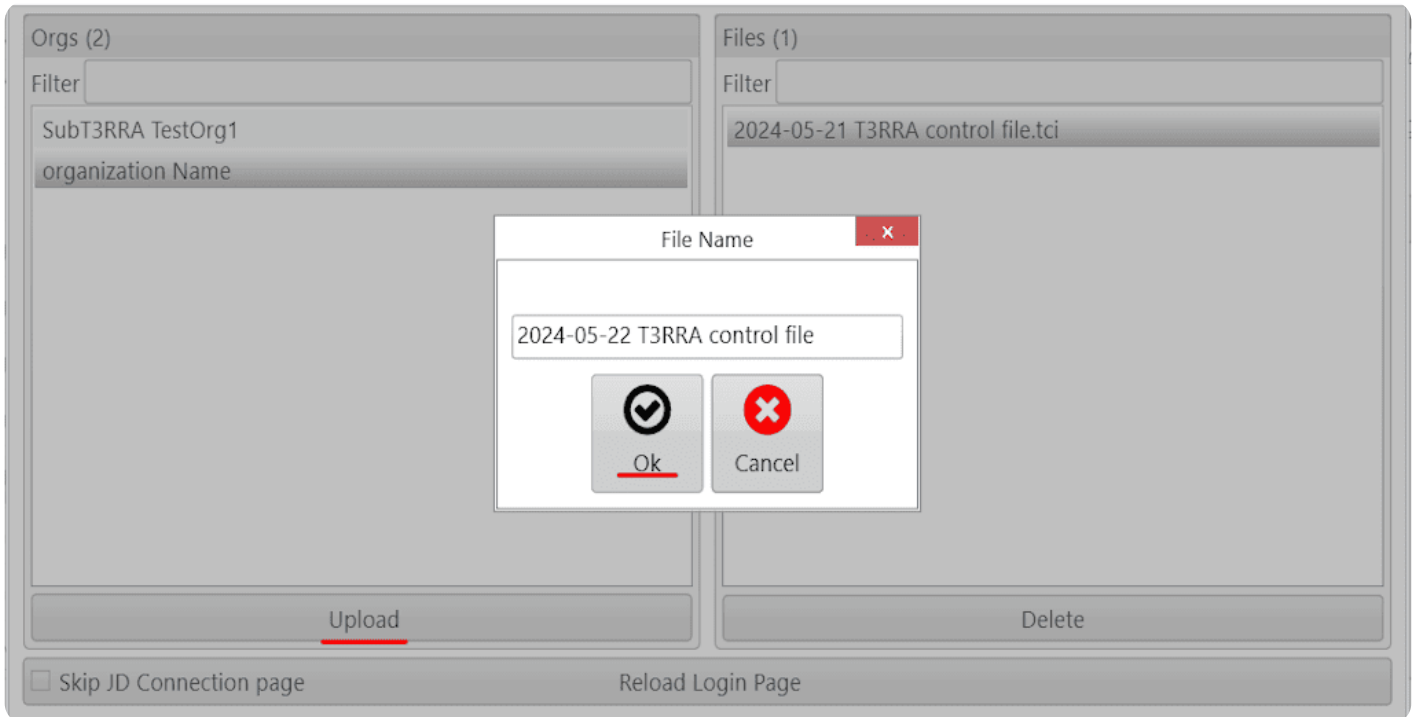 Orgs (2)
Files (1)
Filter
Filter
SubT3RRA TestOrg1
organization Name
2024-05-21 T3RRA control file.tci
File Name
x
2024-05-22 T3RRA control file
Ok
Cancel
Upload
Delete
Skip JD Connection page
Reload Login Page